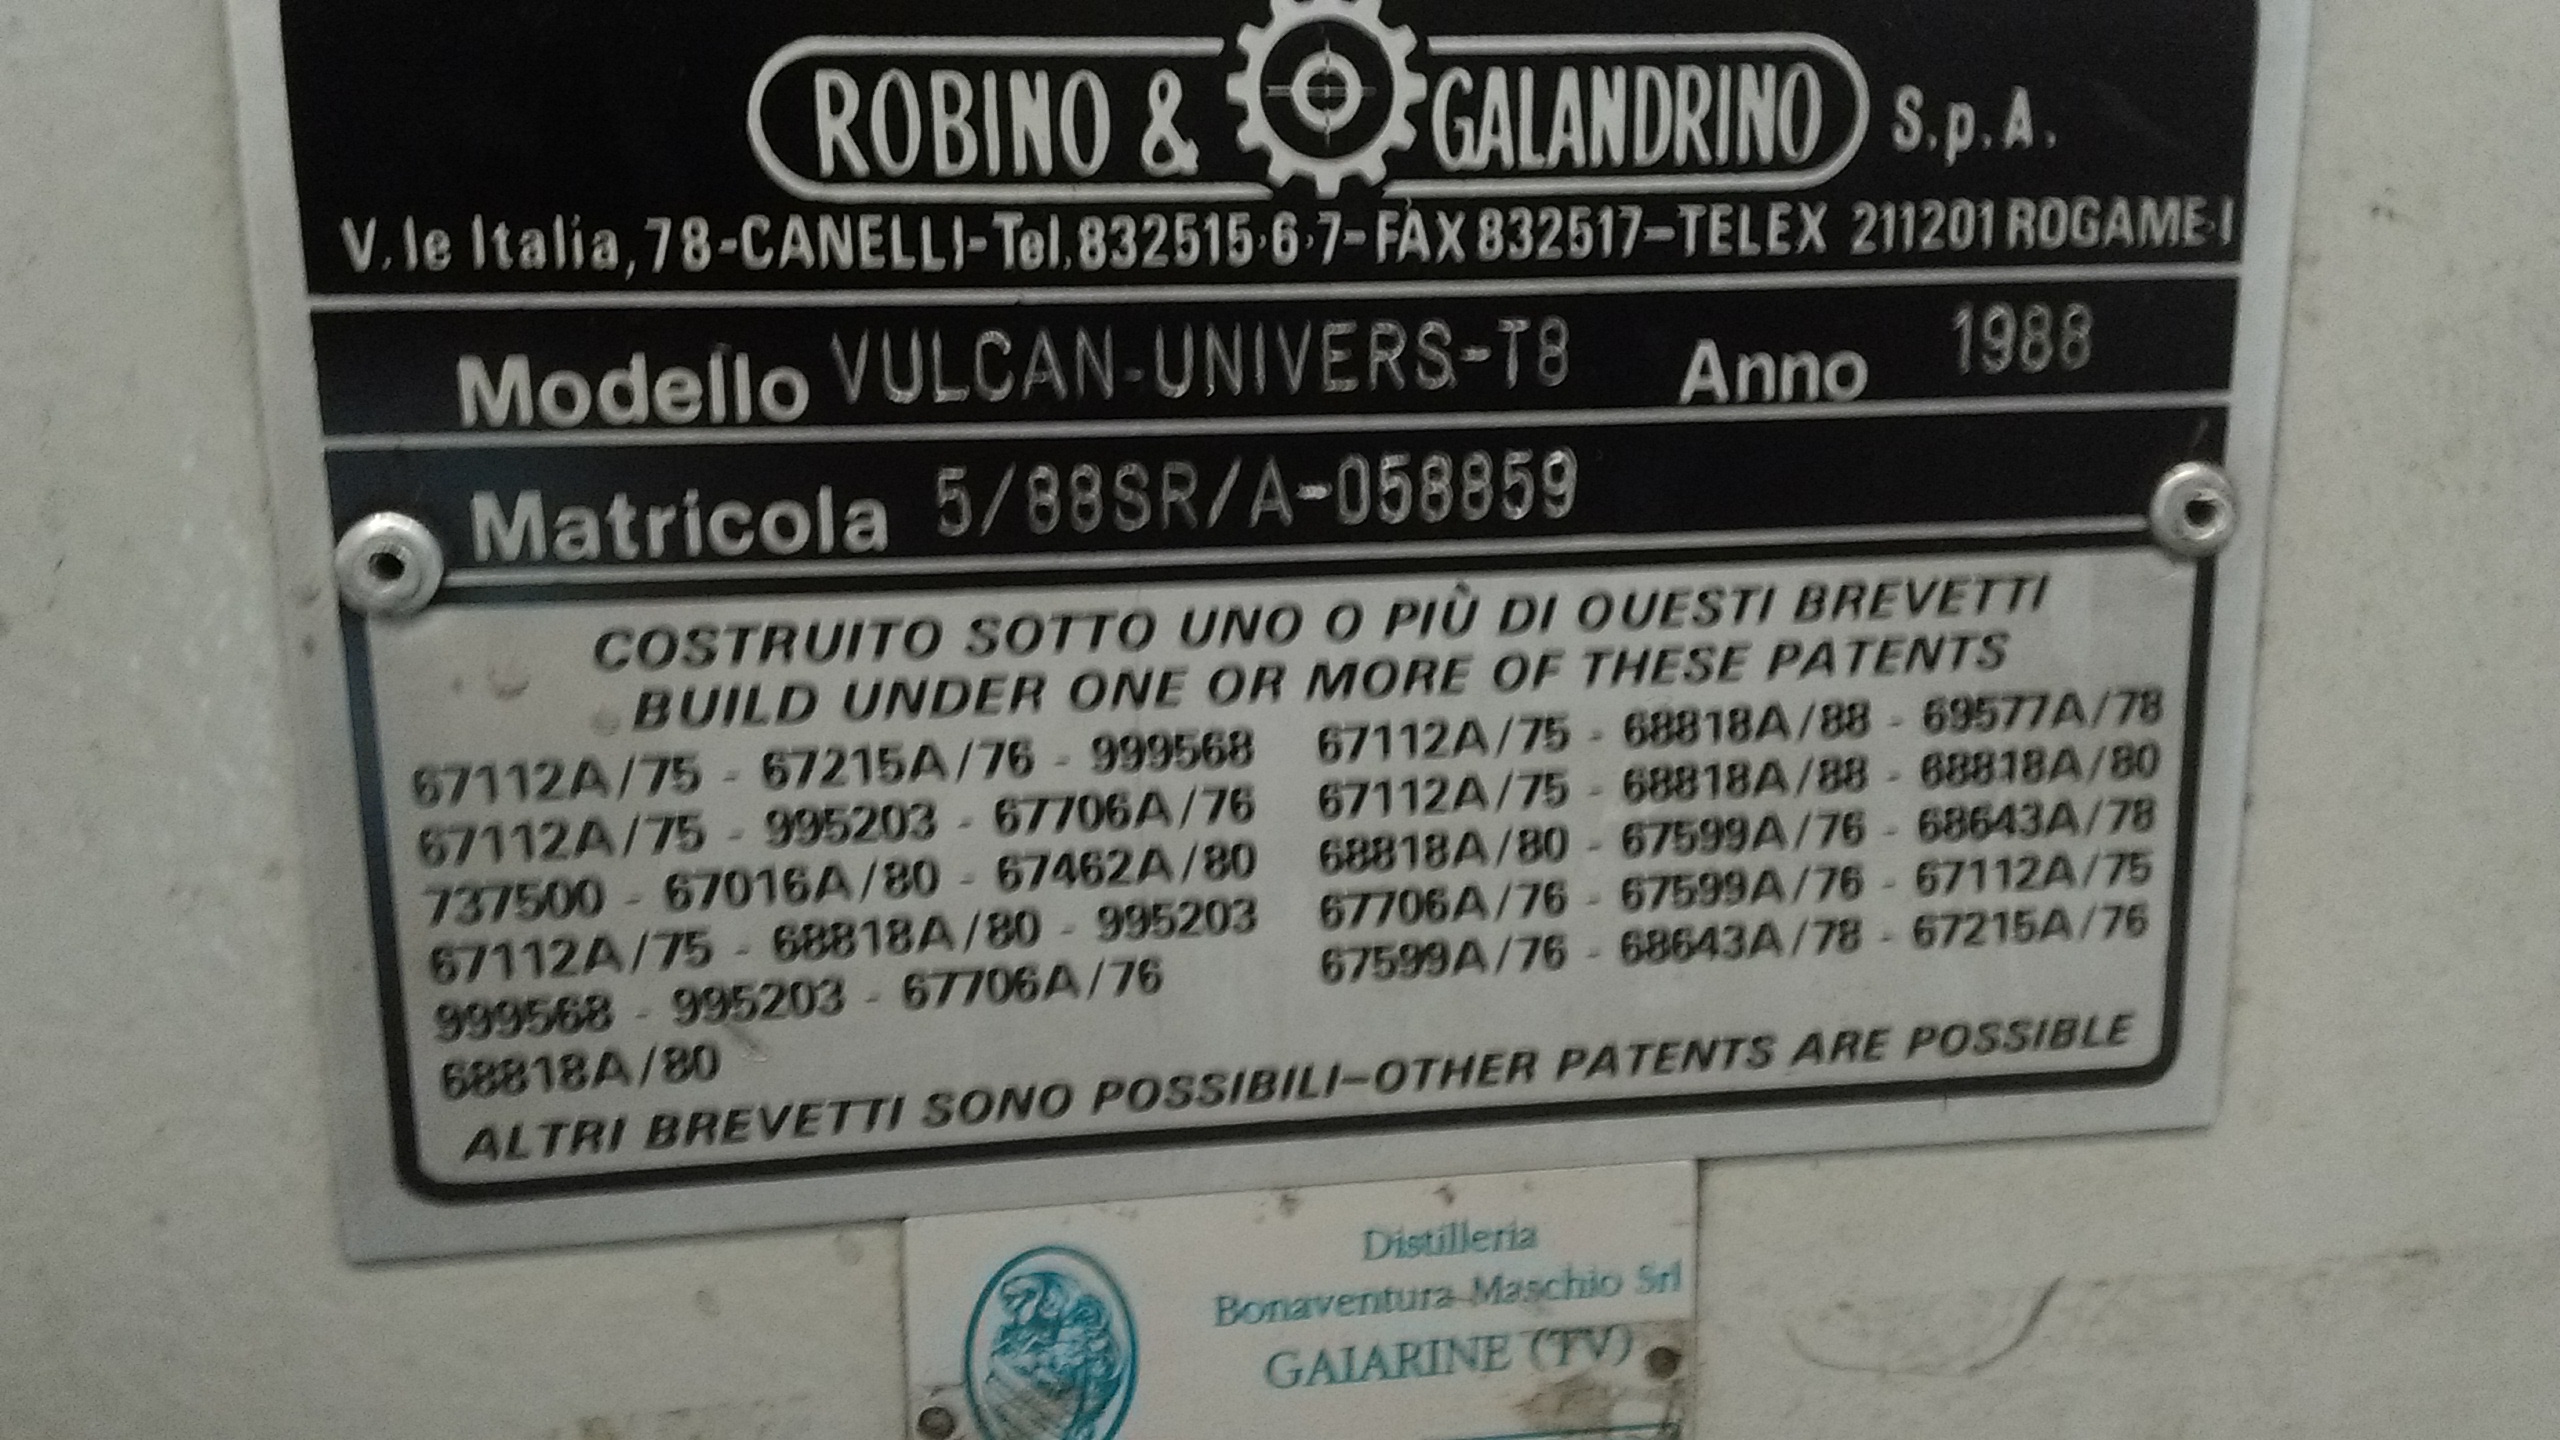 ROBINO & GALANDRINO S.p.A.
V.le Italia, 78-CANELLI-Tel. 832515·6·7-FAX 832517-TELEX 211201 ROGAME·I
Modello VULCAN-UNIVERS-T8 Anno 1988
Matricola 5/88SR/A-058859
COSTRUITO SOTTO UNO O PIÙ DI QUESTI BREVETTI
BUILD UNDER ONE OR MORE OF THESE PATENTS
67112A/75 - 67215A/76 - 999568 67112A/75 - 68818A/88 - 69577A/78
67112A/75 - 995203 - 67706A/76 67112A/75 - 68818A/88 - 68818A/80
737500 - 67016A/80 - 67462A/80 68818A/80 - 67599A/76 - 68643A/78
67112A/75 - 68818A/80 - 995203 67706A/76 - 67599A/76 - 67112A/75
999568 - 995203 - 67706A/76 67599A/76 - 68643A/78 - 67215A/76
68818A/80
ALTRI BREVETTI SONO POSSIBILI-OTHER PATENTS ARE POSSIBLE
Distilleria
Bonaventura Maschio Srl
GAIARINE (TV)